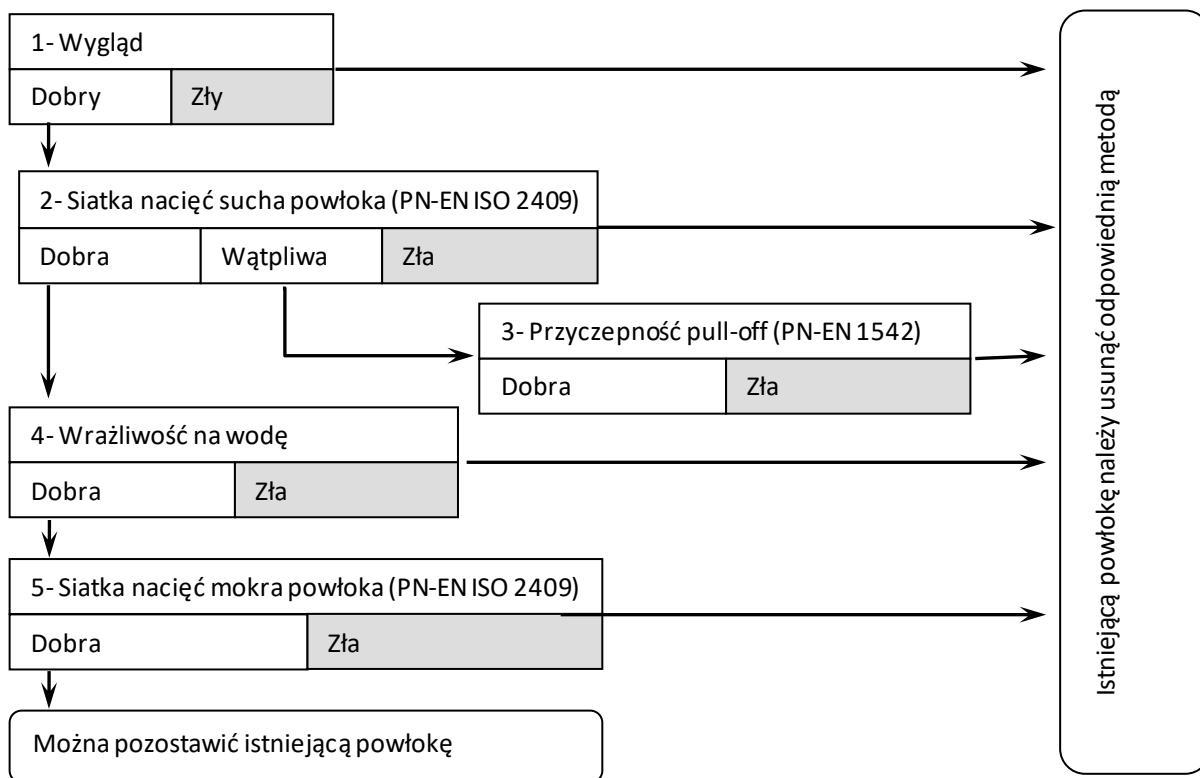 1- Wygląd
Dobry
Zły
2- Siatka nacięć sucha powłoka (PN-EN ISO 2409)
Dobra
Wątpliwa
Zła
3- Przyczepność pull-off (PN-EN 1542)
Dobra
Zła
4- Wrażliwość na wodę
Dobra
Zła
5- Siatka nacięć mokra powłoka (PN-EN ISO 2409)
Dobra
Zła
Można pozostawić istniejącą powłokę
Istniejącą powłokę należy usunąć odppowiednią metodą